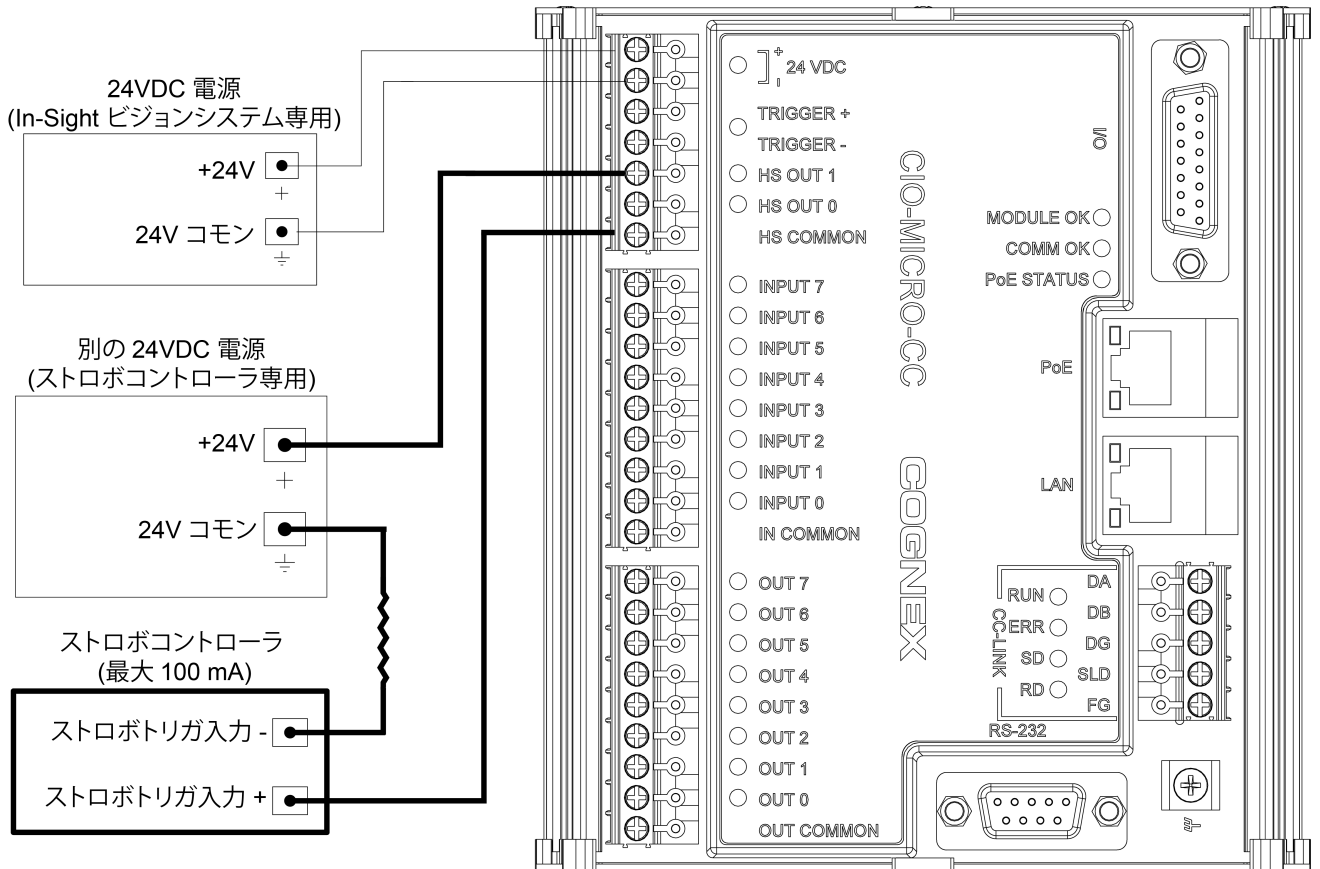 24VDC 電源
(In-Sight ビジョンシステム専用)
+24V
+
24V コモン
別の 24VDC 電源
(ストロボコントローラ専用)
+24V
+
24V コモン
ストロボコントローラ
(最大 100 mA)
ストロボトリガ入力 -
ストロボトリガ入力 +
+
24 VDC
-
TRIGGER +
TRIGGER -
HS OUT 1
HS OUT 0
HS COMMON
INPUT 7
INPUT 6
INPUT 5
INPUT 4
INPUT 3
INPUT 2
INPUT 1
INPUT 0
IN COMMON
OUT 7
OUT 6
OUT 5
OUT 4
OUT 3
OUT 2
OUT 1
OUT 0
OUT COMMON
CIO-MICRO-CC
COGNEX
I/O
MODULE OK
COMM OK
PoE STATUS
PoE
LAN
CC-LINK
RUN
ERR
SD
RD
DA
DB
DG
SLD
FG
RS-232